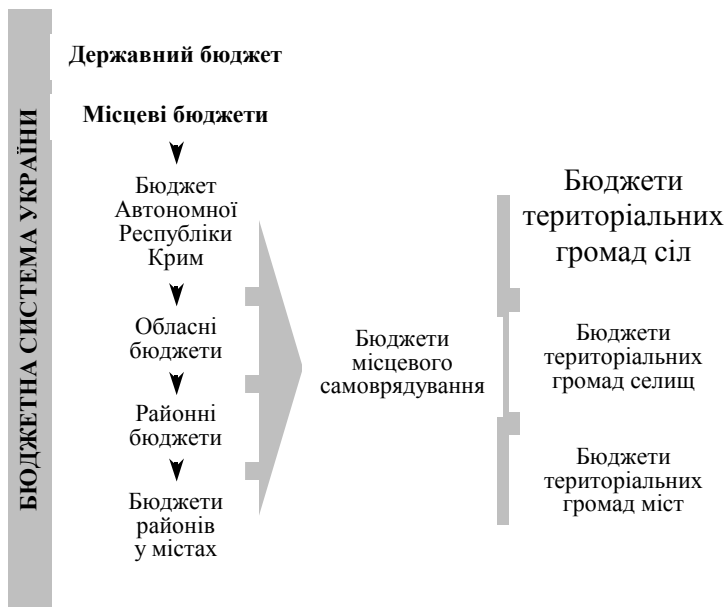 БЮДЖЕТНА СИСТЕМА УКРАЇНИ
Державний бюджет
Місцеві бюджети
Бюджет
Автономної
Республіки
Крим
Обласні
бюджети
Районні
бюджети
Бюджети
районів
у містах
Бюджети
місцевого
самоврядування
Бюджети
територіальних
громад сіл
Бюджети
територіальних
громад селищ
Бюджети
територіальних
громад міст